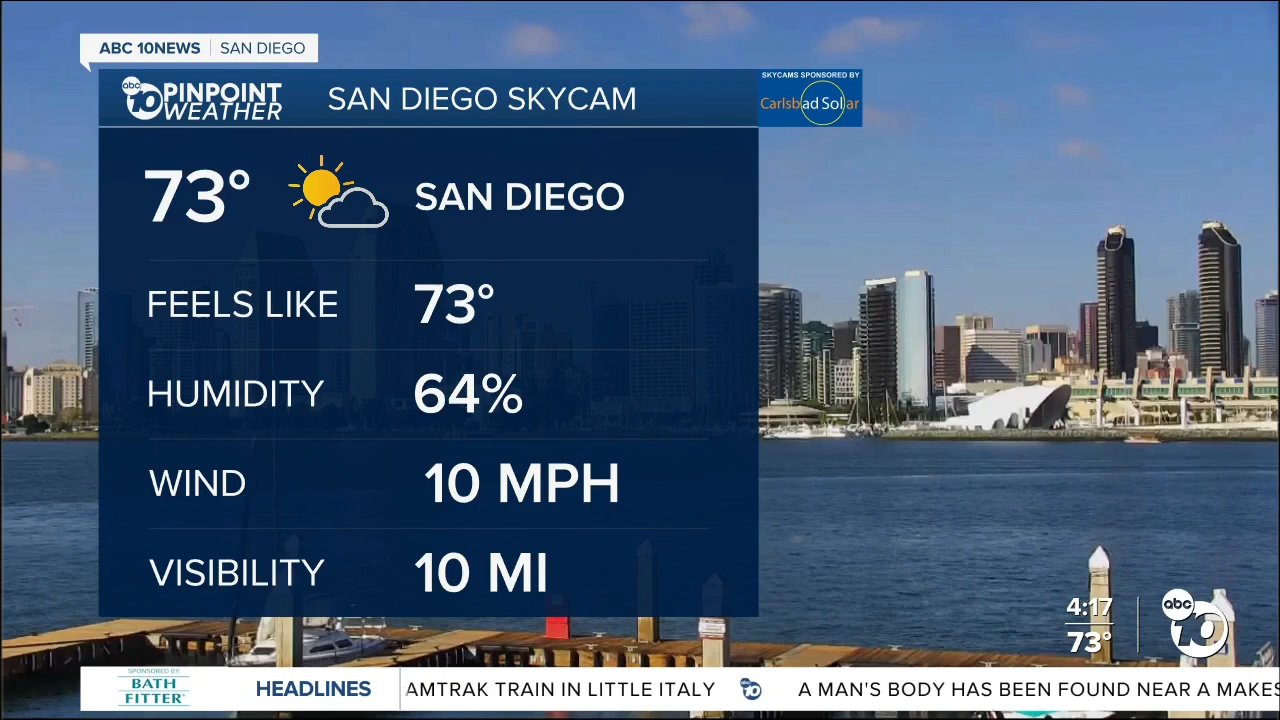 ABC 10NEWS | SAN DIEGO
abc 10 PINPOINT WEATHER
SAN DIEGO SKYCAM
SKYCAMS SPONSORED BY
Carlsbad Solar
73° SAN DIEGO
FEELS LIKE 73°
HUMIDITY 64%
WIND 10 MPH
VISIBILITY 10 MI
4:17
73°
abc 10
SPONSORED BY:
BATH FITTER
HEADLINES
AMTRAK TRAIN IN LITTLE ITALY 10 A MAN'S BODY HAS BEEN FOUND NEAR A MAKES